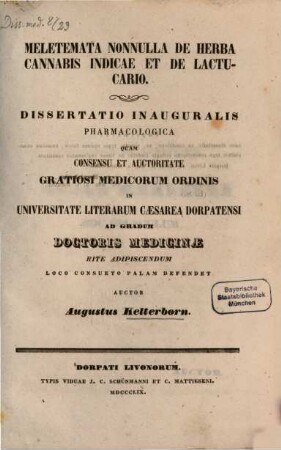 Diss. med. 8/23
MELETEMATA NONNULLA DE HERBA
CANNABIS INDICAE ET DE LACTU-
CARIO.
DISSERTATIO INAUGURALIS
PHARMACOLOGICA
QUAM
CONSENSU ET AUCTORITATE
GRATIOSI MEDICORUM ORDINIS
IN
UNIVERSITATE LITERARUM CÆSAREA DORPATENSI
AD GRADUM
DOCTORIS MEDICINÆ
RITE ADIPISCENDUM
LOCO CONSUETO PALAM DEFENDET
AUCTOR
Augustus Kelterborn.
Bayerische
Staatsbibliothek
München
DORPATI LIVONORUM.
TYPIS VIDUAE J. C. SCHÜNMANNI ET C. MATTIESENI.
MDCCCLIX.